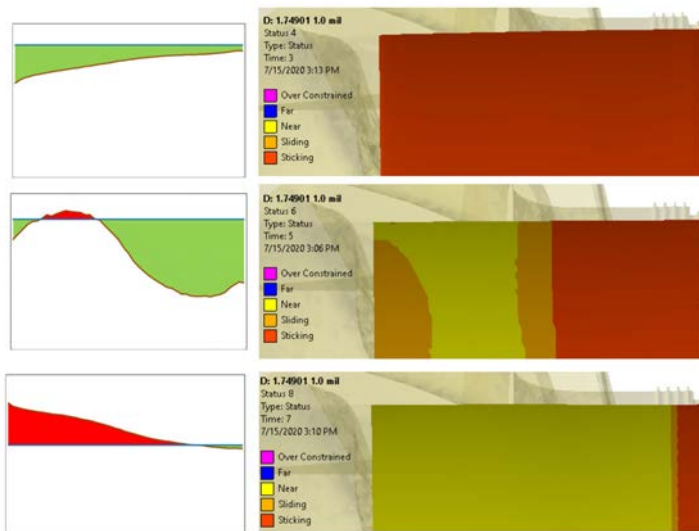 D: 1.74901 1.0 mil
Status 4
Type: Status
Time: 3
7/15/2020 3:13 PM
Over Constrained
Far
Near
Sliding
Sticking
D: 1.74901 1.0 mil
Status 6
Type: Status
Time: 5
7/15/2020 3:06 PM
Over Constrained
Far
Near
Sliding
Sticking
D: 1.74901 1.0 mil
Status 8
Type: Status
Time: 7
7/15/2020 3:10 PM
Over Constrained
Far
Near
Sliding
Sticking